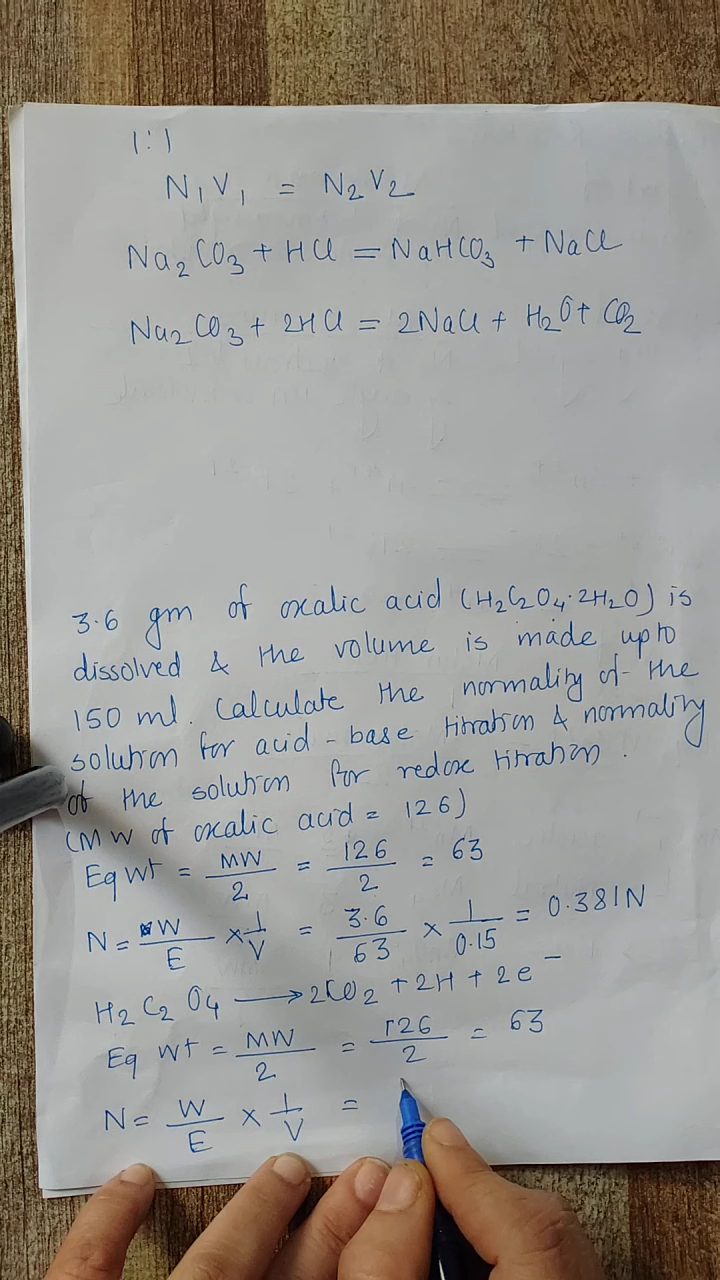 1:1
N₁V₁ = N₂V₂
Na₂CO₃ + HCl = NaHCO₃ + NaCl
Na₂CO₃ + 2HCl = 2NaCl + H₂O + CO₂
3.6 gm of oxalic acid (H₂C₂O₄.2H₂O) is
dissolved & the volume is made upto
150 ml. Calculate the normality of the
solution for acid-base titration & normality
of the solution for redox titration.
(MW of oxalic acid = 126)
Eq Wt = MW/2 = 126/2 = 63
N = W/E × 1/V = 3.6/63 × 1/0.15 = 0.381N
H₂C₂O₄ ⟶ 2CO₂ + 2H + 2e⁻
Eq Wt = MW/2 = 126/2 = 63
N = W/E × 1/V =